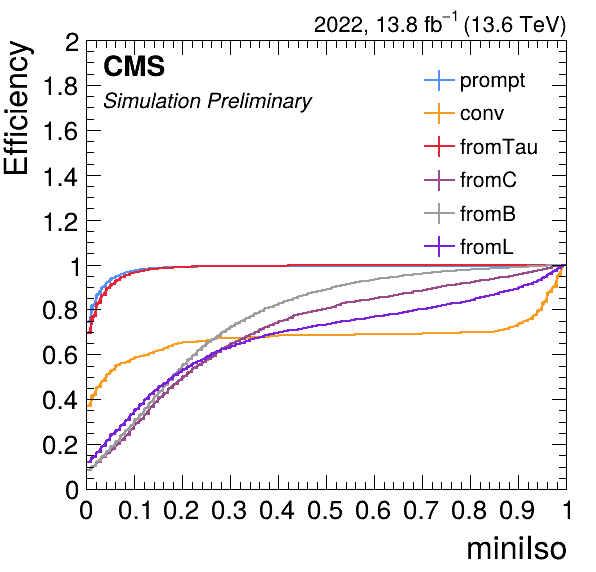 2022, 13.8 fb⁻¹ (13.6 TeV)
CMS
Simulation Preliminary
prompt
conv
fromTau
fromC
fromB
fromL
Efficiency
2
1.8
1.6
1.4
1.2
1
0.8
0.6
0.4
0.2
0
0 0.1 0.2 0.3 0.4 0.5 0.6 0.7 0.8 0.9 1
miniIso